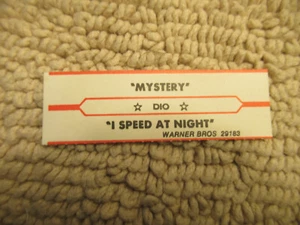 "MYSTERY"
☆ DIO ☆
"I SPEED AT NIGHT"
WARNER BROS 29183